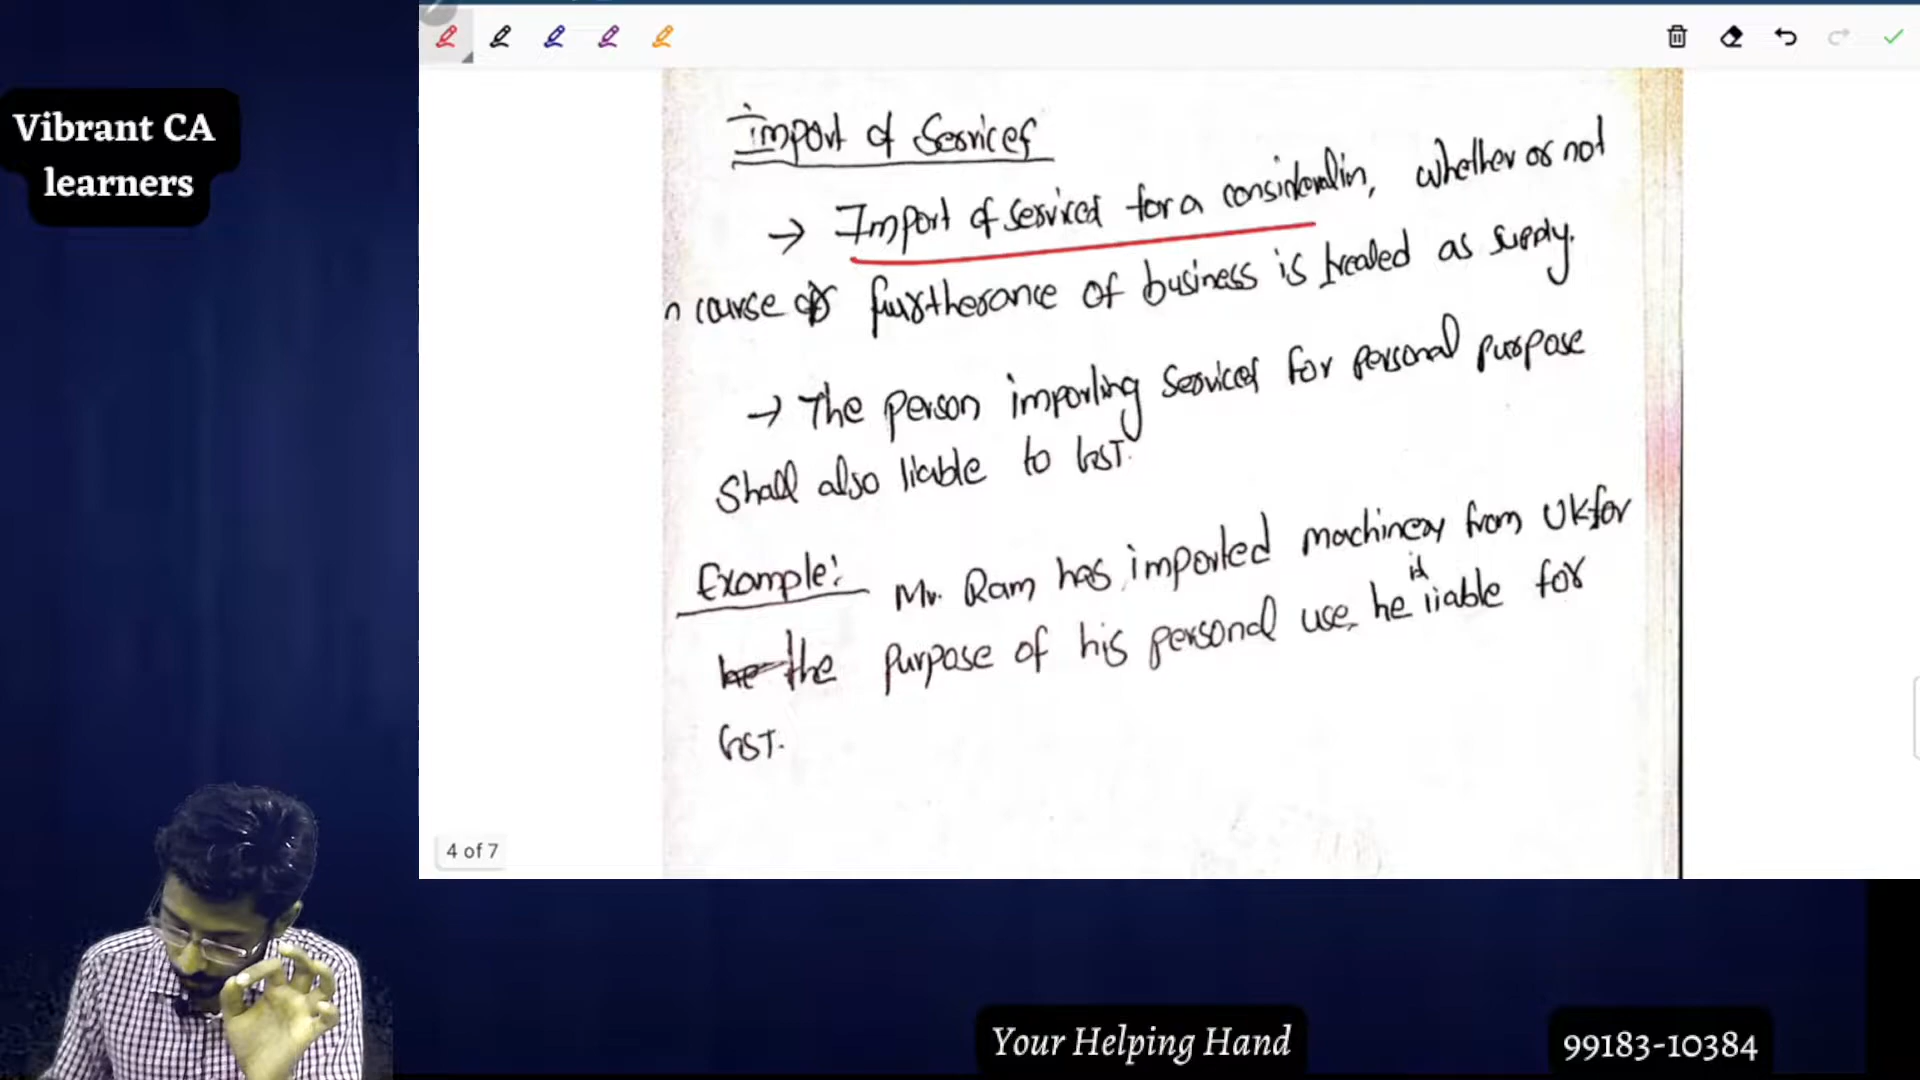 Vibrant CA
learners
Import of Services
→ Import of services for a consideration, whether or not
n course or furtherance of business is treated as supply.
→ The person importing services for personal purpose
shall also liable to GST.
Example: Mr. Ram has imported machinery from UK for
the purpose of his personal use, he is liable for
GST.
4 of 7
Your Helping Hand
99183-10384